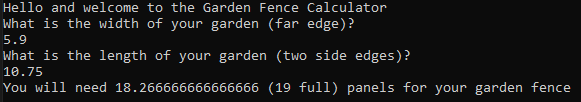 Hello and welcome to the Garden Fence Calculator
What is the width of your garden (far edge)?
5.9
What is the length of your garden (two side edges)?
10.75
You will need 18.266666666666666 (19 full) panels for your garden fence